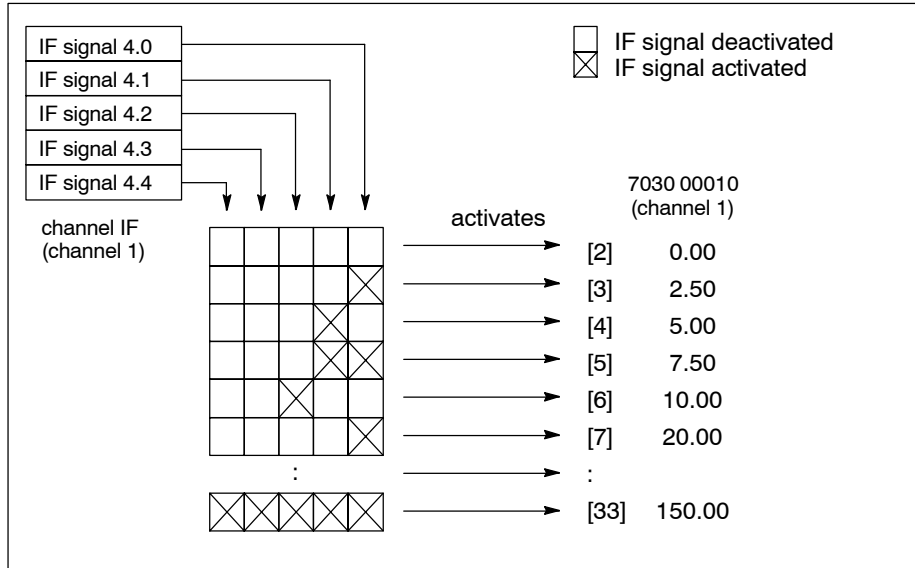 IF signal 4.0
IF signal 4.1
IF signal 4.2
IF signal 4.3
IF signal 4.4
channel IF
(channel 1)
IF signal deactivated
IF signal activated
activates
7030 00010
(channel 1)
[2] 0.00
[3] 2.50
[4] 5.00
[5] 7.50
[6] 10.00
[7] 20.00
: :
[33] 150.00